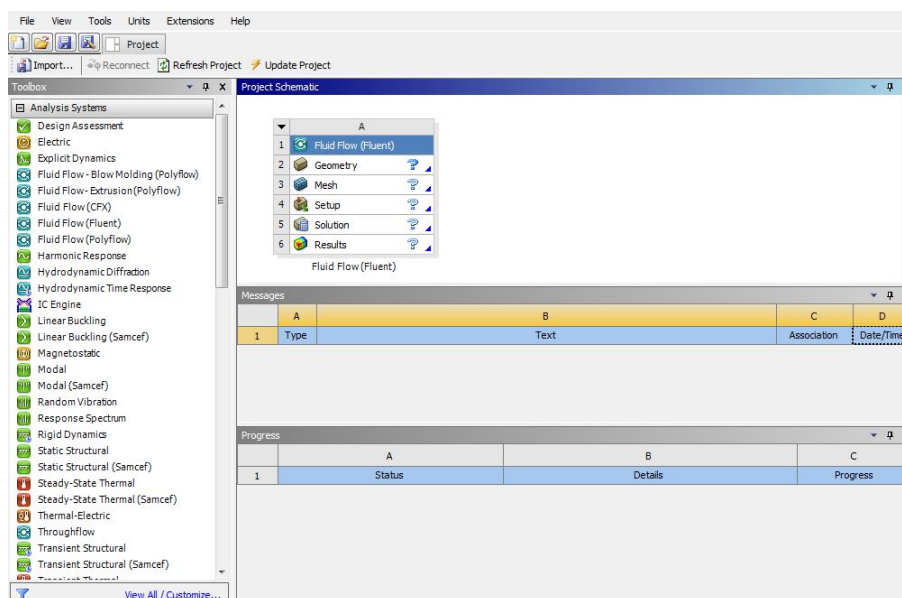 File View Tools Units Extensions Help
Project
Import... Reconnect Refresh Project Update Project
Toolbox
Analysis Systems
Design Assessment
Electric
Explicit Dynamics
Fluid Flow - Blow Molding (Polyflow)
Fluid Flow - Extrusion (Polyflow)
Fluid Flow (CFX)
Fluid Flow (Fluent)
Fluid Flow (Polyflow)
Harmonic Response
Hydrodynamic Diffraction
Hydrodynamic Time Response
IC Engine
Linear Buckling
Linear Buckling (Samcef)
Magnetostatic
Modal
Modal (Samcef)
Random Vibration
Response Spectrum
Rigid Dynamics
Static Structural
Static Structural (Samcef)
Steady-State Thermal
Steady-State Thermal (Samcef)
Thermal-Electric
Throughflow
Transient Structural
Transient Structural (Samcef)
Transient Thermal
View All / Customize...
Project Schematic
A
1 Fluid Flow (Fluent)
2 Geometry ?
3 Mesh ?
4 Setup ?
5 Solution ?
6 Results ?
Fluid Flow (Fluent)
Messages
A B C D
1 Type Text Association Date/Time
Progress
A B C
1 Status Details Progress